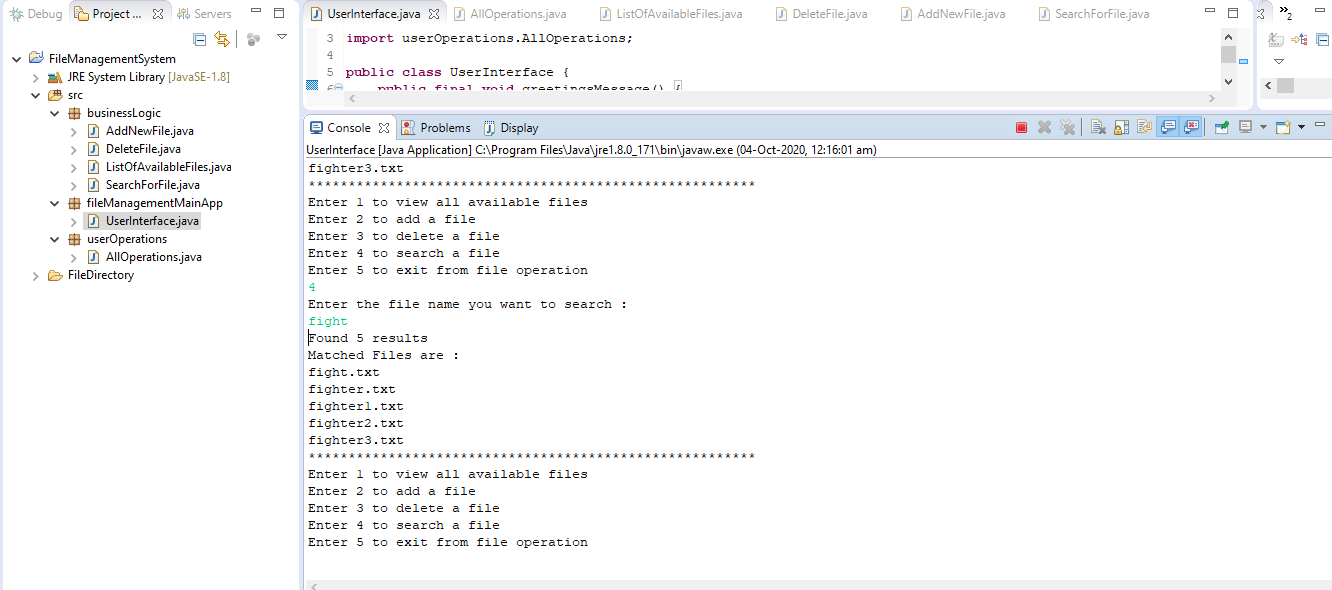 Debug Project ... Servers
FileManagementSystem
JRE System Library [JavaSE-1.8]
src
businessLogic
AddNewFile.java
DeleteFile.java
ListOfAvailableFiles.java
SearchForFile.java
fileManagementMainApp
UserInterface.java
userOperations
AllOperations.java
FileDirectory
UserInterface.java AllOperations.java ListOfAvailableFiles.java DeleteFile.java AddNewFile.java SearchForFile.java
2
3 import userOperations.AllOperations;
4
5 public class UserInterface {
6 public final void greetingsMessage() {
Console Problems Display
UserInterface [Java Application] C:\Program Files\Java\jre1.8.0_171\bin\javaw.exe (04-Oct-2020, 12:16:01 am)
fighter3.txt
********************************************************
Enter 1 to view all available files
Enter 2 to add a file
Enter 3 to delete a file
Enter 4 to search a file
Enter 5 to exit from file operation
4
Enter the file name you want to search :
fight
Found 5 results
Matched Files are :
fight.txt
fighter.txt
fighter1.txt
fighter2.txt
fighter3.txt
********************************************************
Enter 1 to view all available files
Enter 2 to add a file
Enter 3 to delete a file
Enter 4 to search a file
Enter 5 to exit from file operation